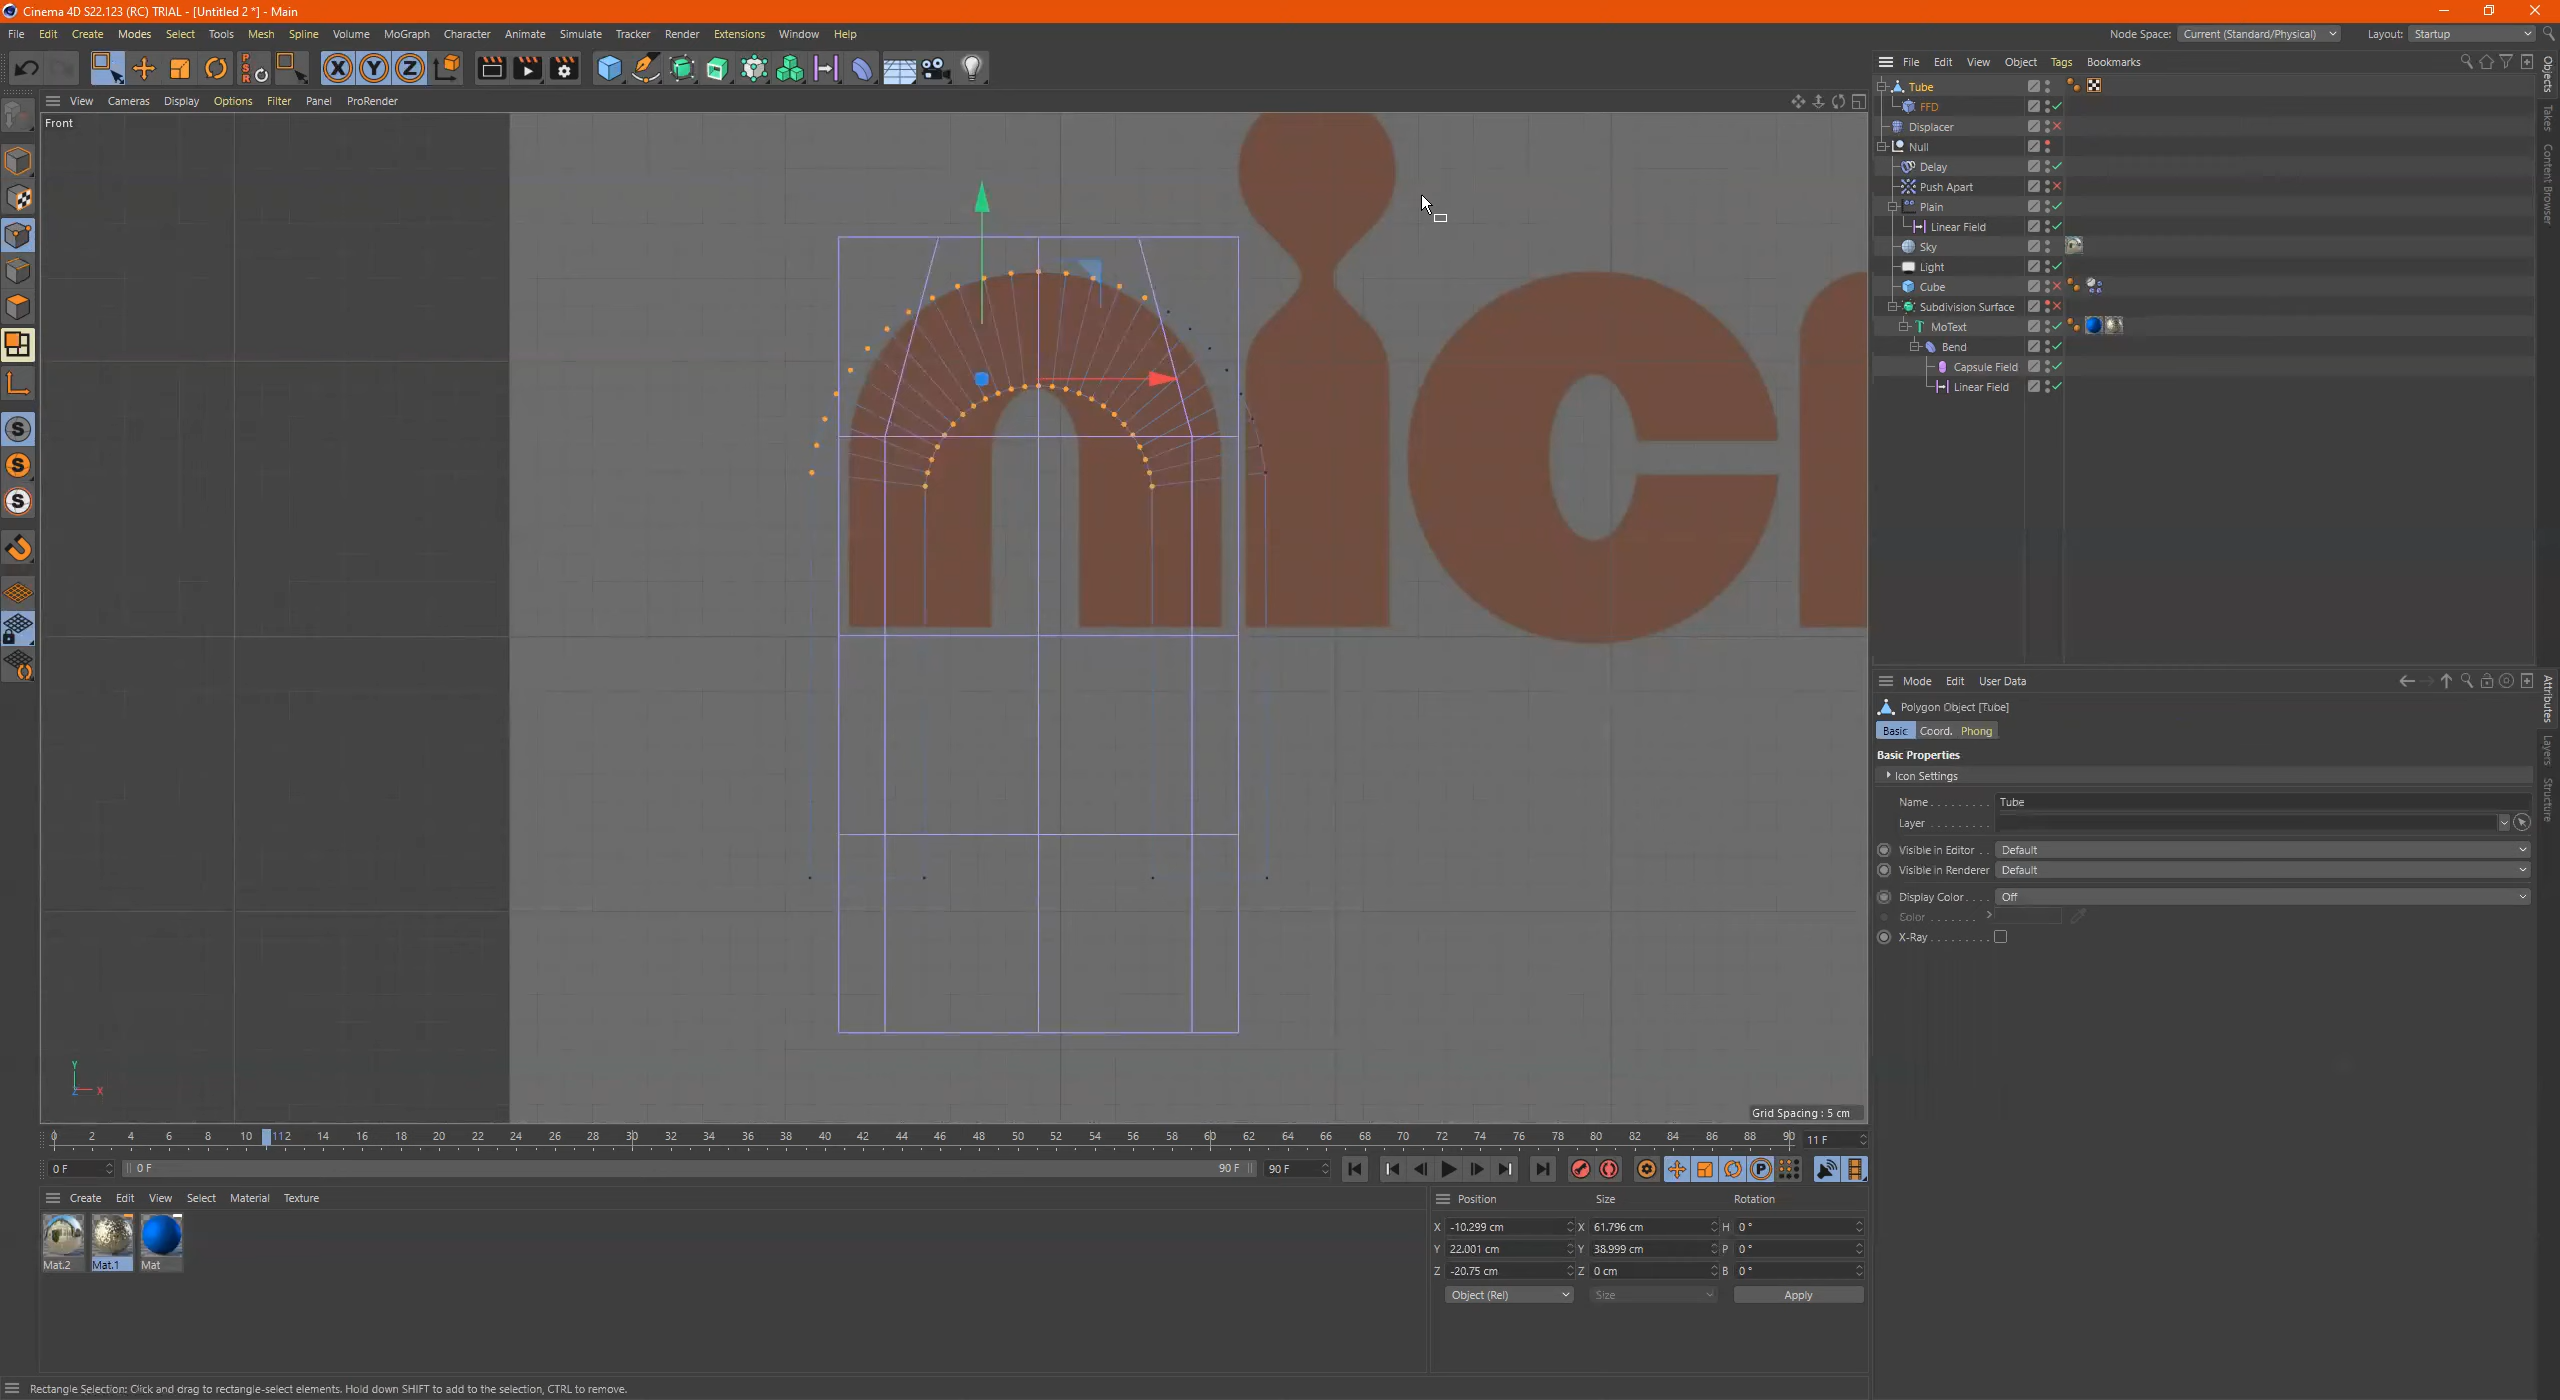 Cinema 4D S22.123 (RC) TRIAL - [Untitled 2 *] - Main
File Edit Create Modes Select Tools Mesh Spline Volume MoGraph Character Animate Simulate Tracker Render Extensions Window Help
Node Space: Current (Standard/Physical) Layout: Startup
PSR X Y Z
View Cameras Display Options Filter Panel ProRender
Front
nic
Y
Z X
Grid Spacing : 5 cm
S
S
S
File Edit View Object Tags Bookmarks
Tube
FFD
Displacer
Null
Delay
Push Apart
Plain
Linear Field
Sky
Light
Cube
Subdivision Surface
MoText
Bend
Capsule Field
Linear Field
Objects
Takes
Content Browser
Mode Edit User Data
Polygon Object [Tube]
Basic Coord. Phong
Basic Properties
Icon Settings
Name Tube
Layer
Visible in Editor Default
Visible in Renderer Default
Display Color Off
Color
X-Ray
Attributes
Layers
Structure
0 2 4 6 8 10 112 14 16 18 20 22 24 26 28 30 32 34 36 38 40 42 44 46 48 50 52 54 56 58 60 62 64 66 68 70 72 74 76 78 80 82 84 86 88 90 11 F
0 F 0 F 90 F 90 F
P
Create Edit View Select Material Texture
Mat.2 Mat.1 Mat
Position Size Rotation
X -10.299 cm X 61.796 cm H 0 °
Y 22.001 cm Y 38.999 cm P 0 °
Z -20.75 cm Z 0 cm B 0 °
Object (Rel) Size Apply
Rectangle Selection: Click and drag to rectangle-select elements. Hold down SHIFT to add to the selection, CTRL to remove.